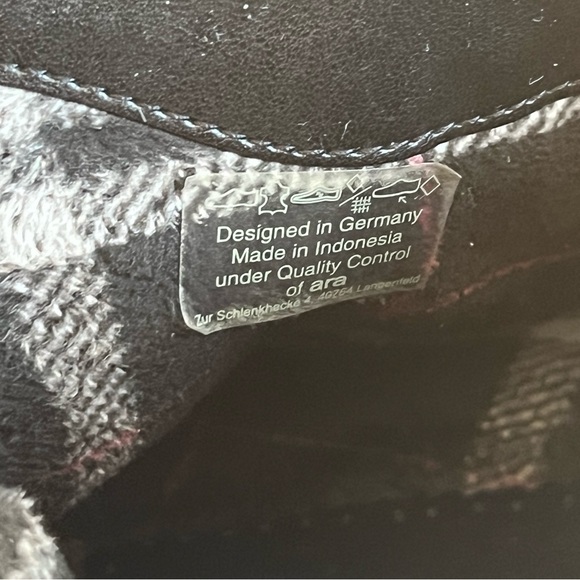 Designed in Germany
Made in Indonesia
under Quality Control
of ara
Zur Schlenkhecke 4, 40764 Langenfeld